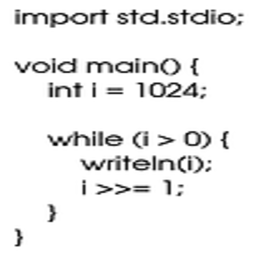 import std.stdio;

void main() {
    int i = 1024;

    while (i > 0) {
        writeln(i);
        i >>= 1;
    }
}